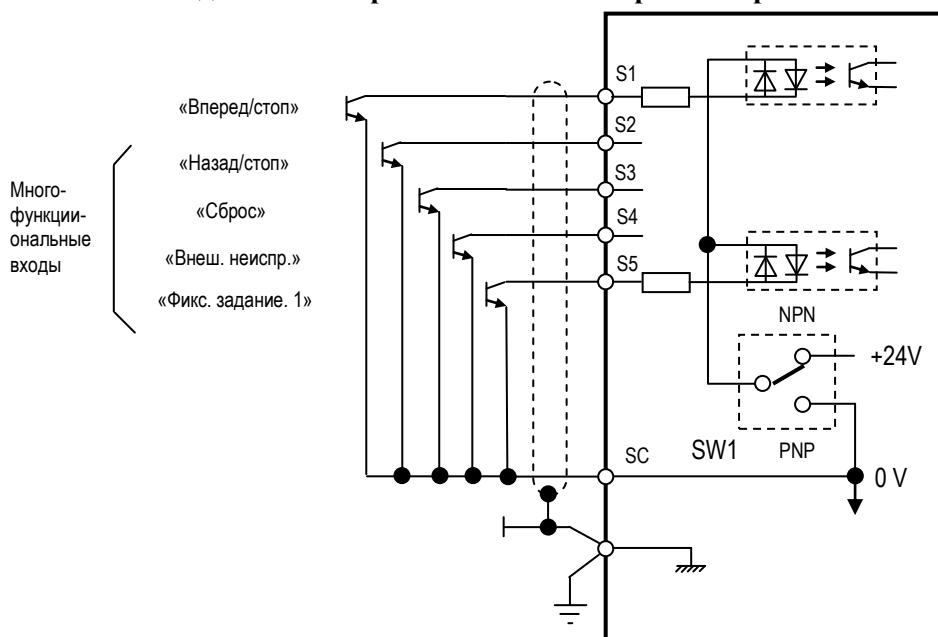 «Вперед/стоп»
Много-
функции-
ональные
входы
«Назад/стоп»
«Сброс»
«Внеш. неиспр.»
«Фикс. задание. 1»
S1
S2
S3
S4
S5
NPN
+24V
SW1
PNP
SC
0 V